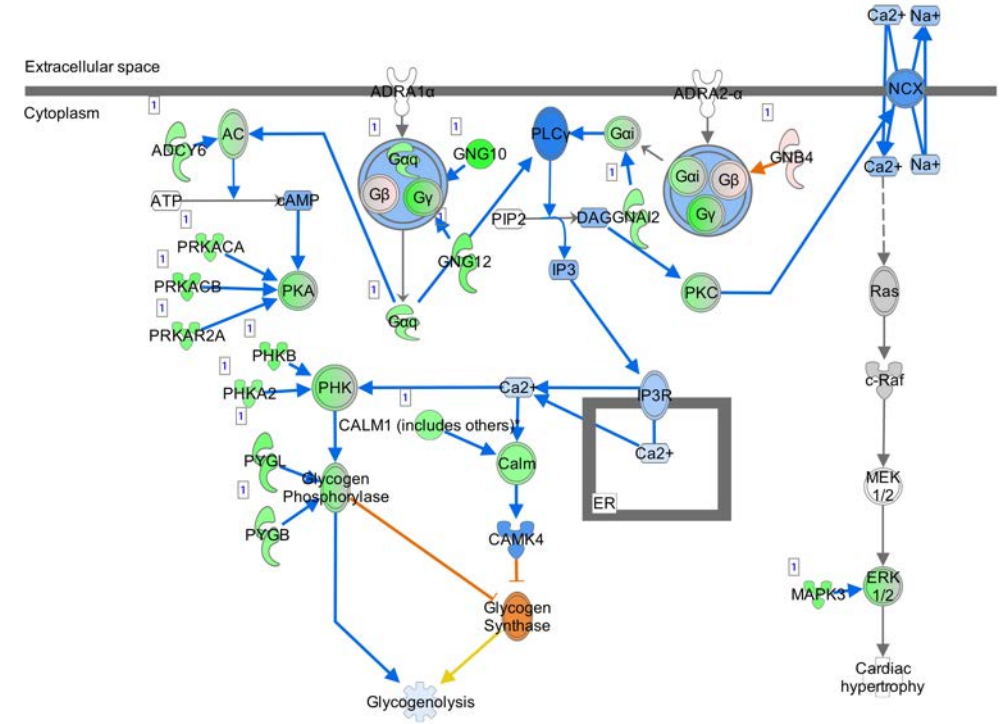 Ca2+ Na+
Extracellular space
ADRA1α
ADRA2-α
NCX
Cytoplasm
1
1
1
1
ADCY6
AC
Gαq
GNG10
PLCγ
Gαi
GNB4
Gβ
Gγ
1
Gαi
Gβ
Gγ
Ca2+
Na+
ATP
cAMP
1
1
PIP2
DAG
GNAI2
PRKACA
1
GNG12
IP3
PRKACB
PKA
1
PKC
Ras
PRKAR2A
1
Gαq
PHKB
1
PHKA2
PHK
1
Ca2+
IP3R
c-Raf
1
CALM1 (includes others)*
PYGL
Calm
Ca2+
1
Glycogen
Phosphorylase
ER
MEK
1/2
PYGB
CAMK4
1
MAPK3
ERK
1/2
Glycogen
Synthase
Glycogenolysis
Cardiac
hypertrophy